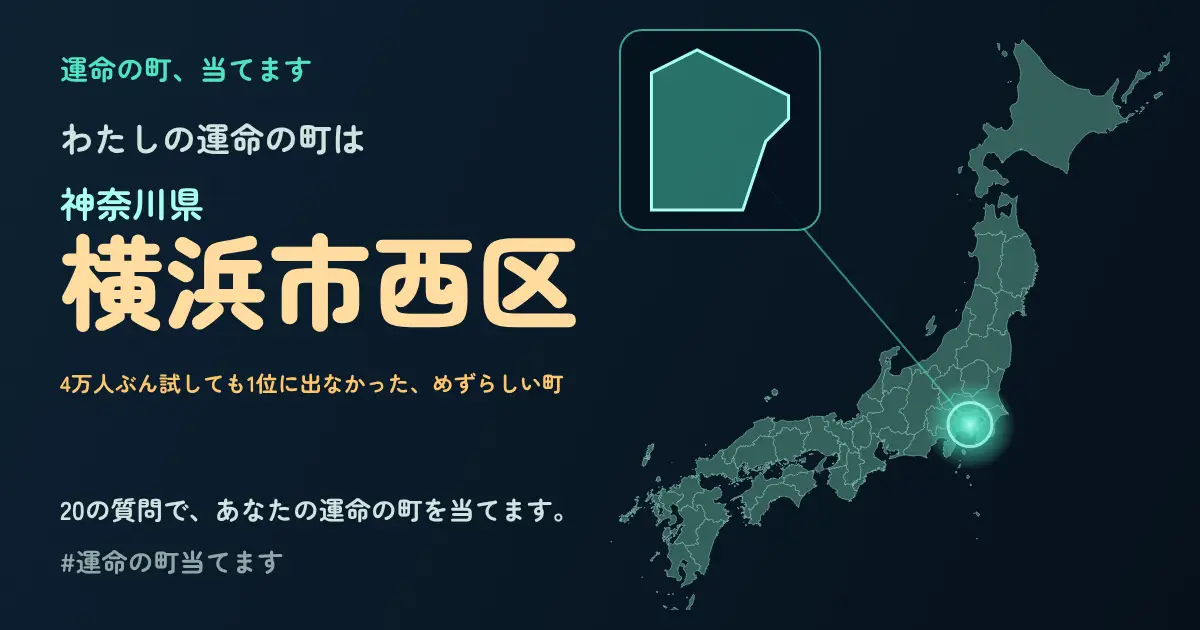 運命の町、当てます
わたしの運命の町は
神奈川県
横浜市西区
4万人ぶん試しても1位に出なかった、めずらしい町
20の質問で、あなたの運命の町を当てます。
#運命の町当てます